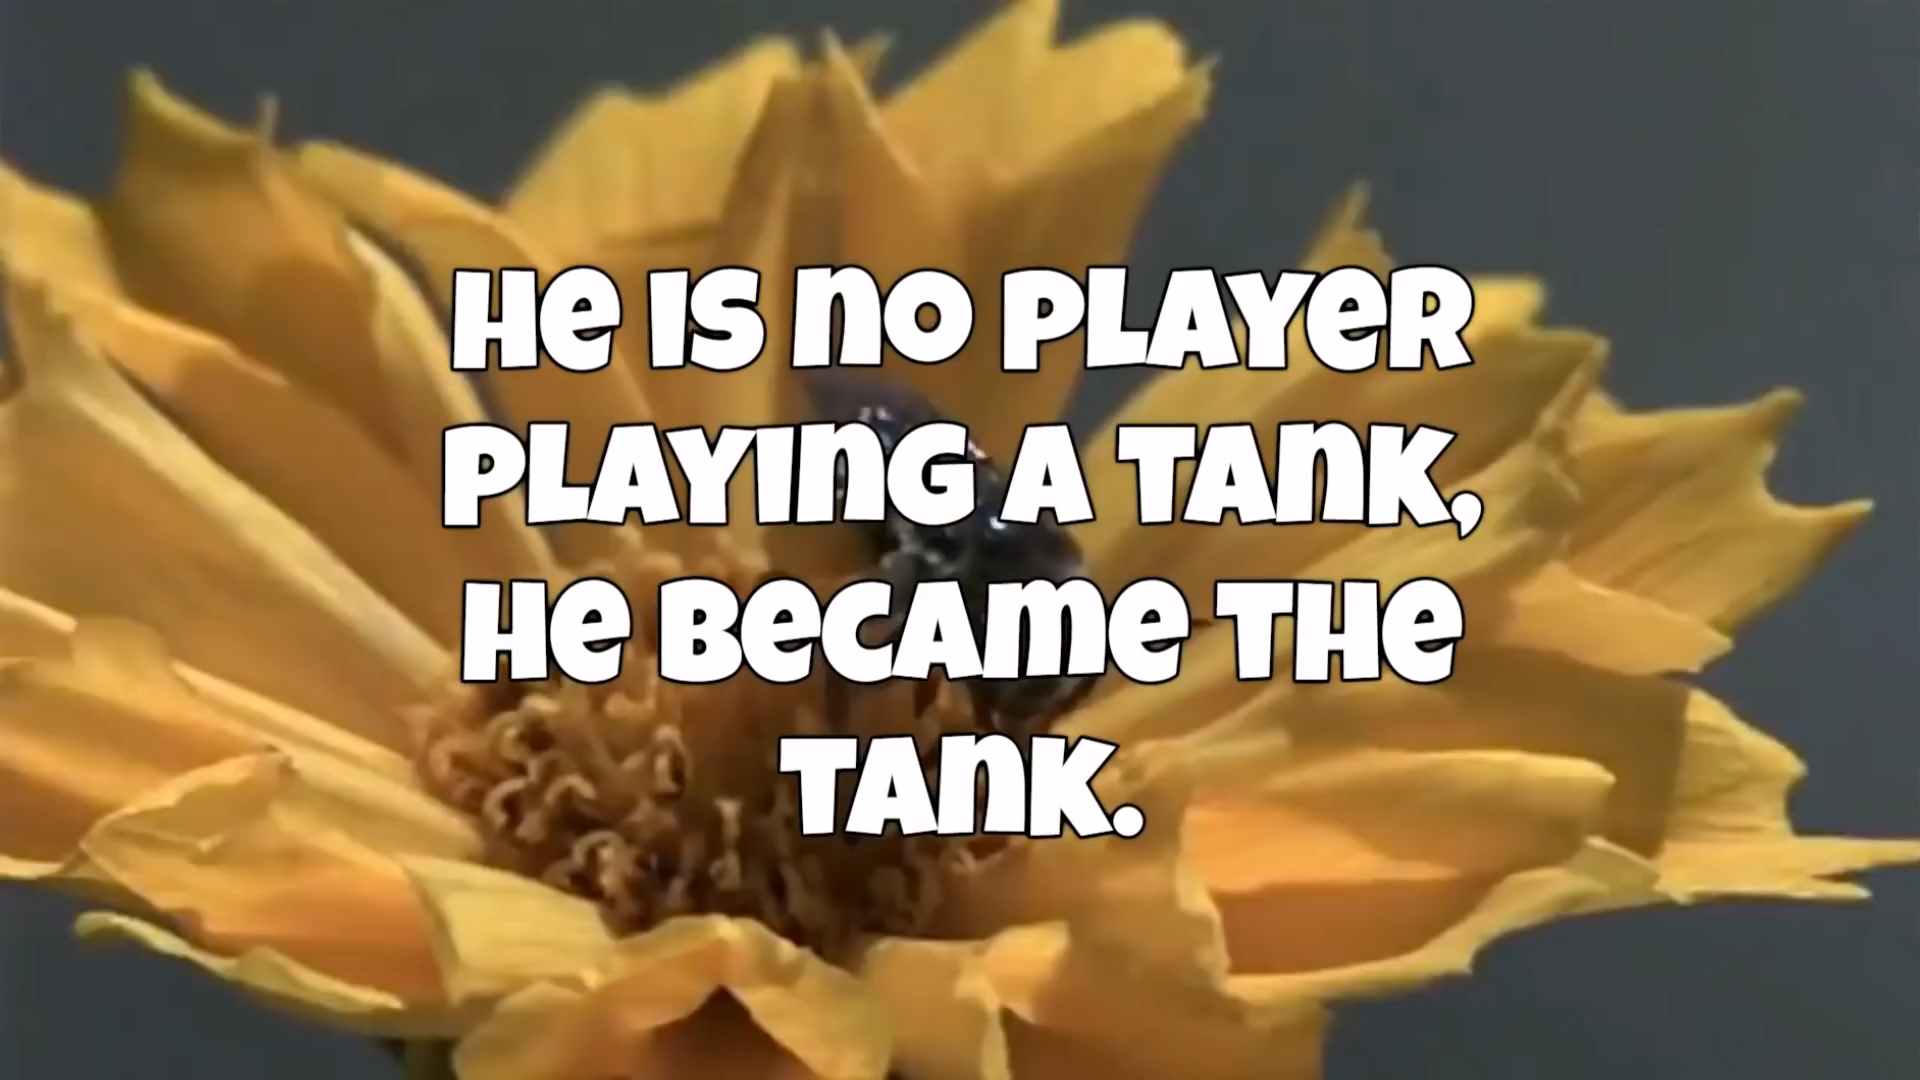 He is no player
playing a tank,
he became the
tank.